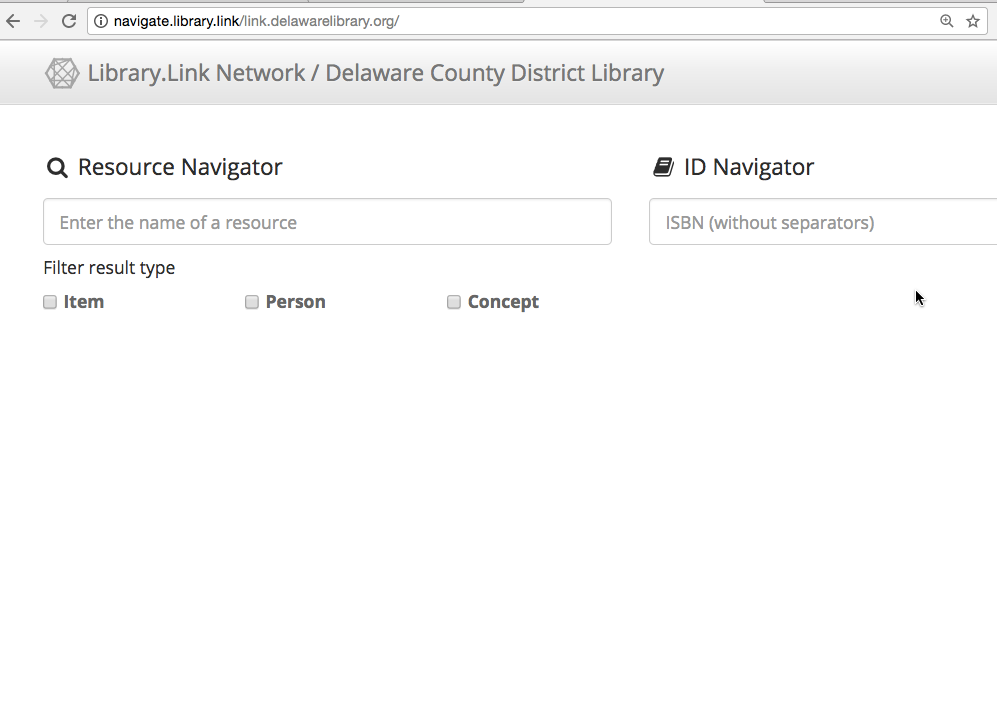 navigate.library.link/link.delawarelibrary.org/
Library.Link Network / Delaware County District Library
Resource Navigator
Enter the name of a resource
Filter result type
Item
Person
Concept
ID Navigator
ISBN (without separators)